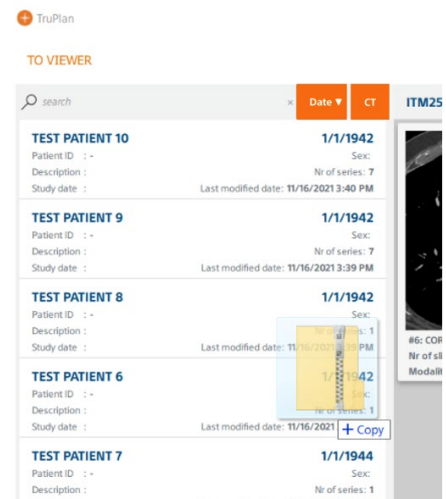 TruPlan
TO VIEWER
search × Date ▼ CT ITM25
TEST PATIENT 10 1/1/1942
Patient ID : - Sex:
Description : Nr of series: 7
Study date : Last modified date: 11/16/2021 3:40 PM
TEST PATIENT 9 1/1/1942
Patient ID : - Sex:
Description : Nr of series: 7
Study date : Last modified date: 11/16/2021 3:39 PM
TEST PATIENT 8 1/1/1942
Patient ID : - Sex:
Description : Nr of series: 1
Study date : Last modified date: 11/16/2021 3:39 PM
#6: COR
Nr of sli
Modalit
TEST PATIENT 6 1/1/1942
Patient ID : - Sex:
Description : Nr of series: 1
Study date : Last modified date: 11/16/2021
+ Copy
TEST PATIENT 7 1/1/1944
Patient ID : - Sex:
Description : Nr of series: 1